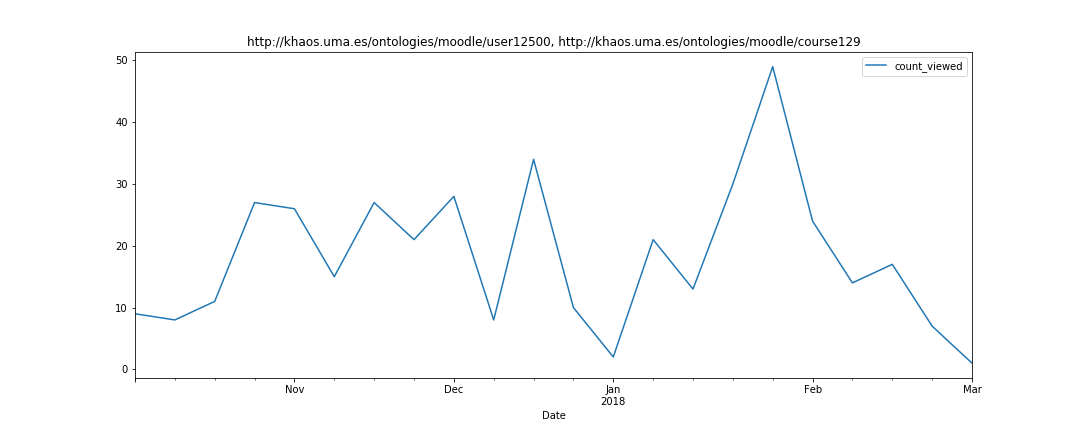 http://khaos.uma.es/ontologies/moodle/user12500, http://khaos.uma.es/ontologies/moodle/course129
count_viewed
50
40
30
20
10
0
Nov
Dec
Jan
2018
Feb
Mar
Date